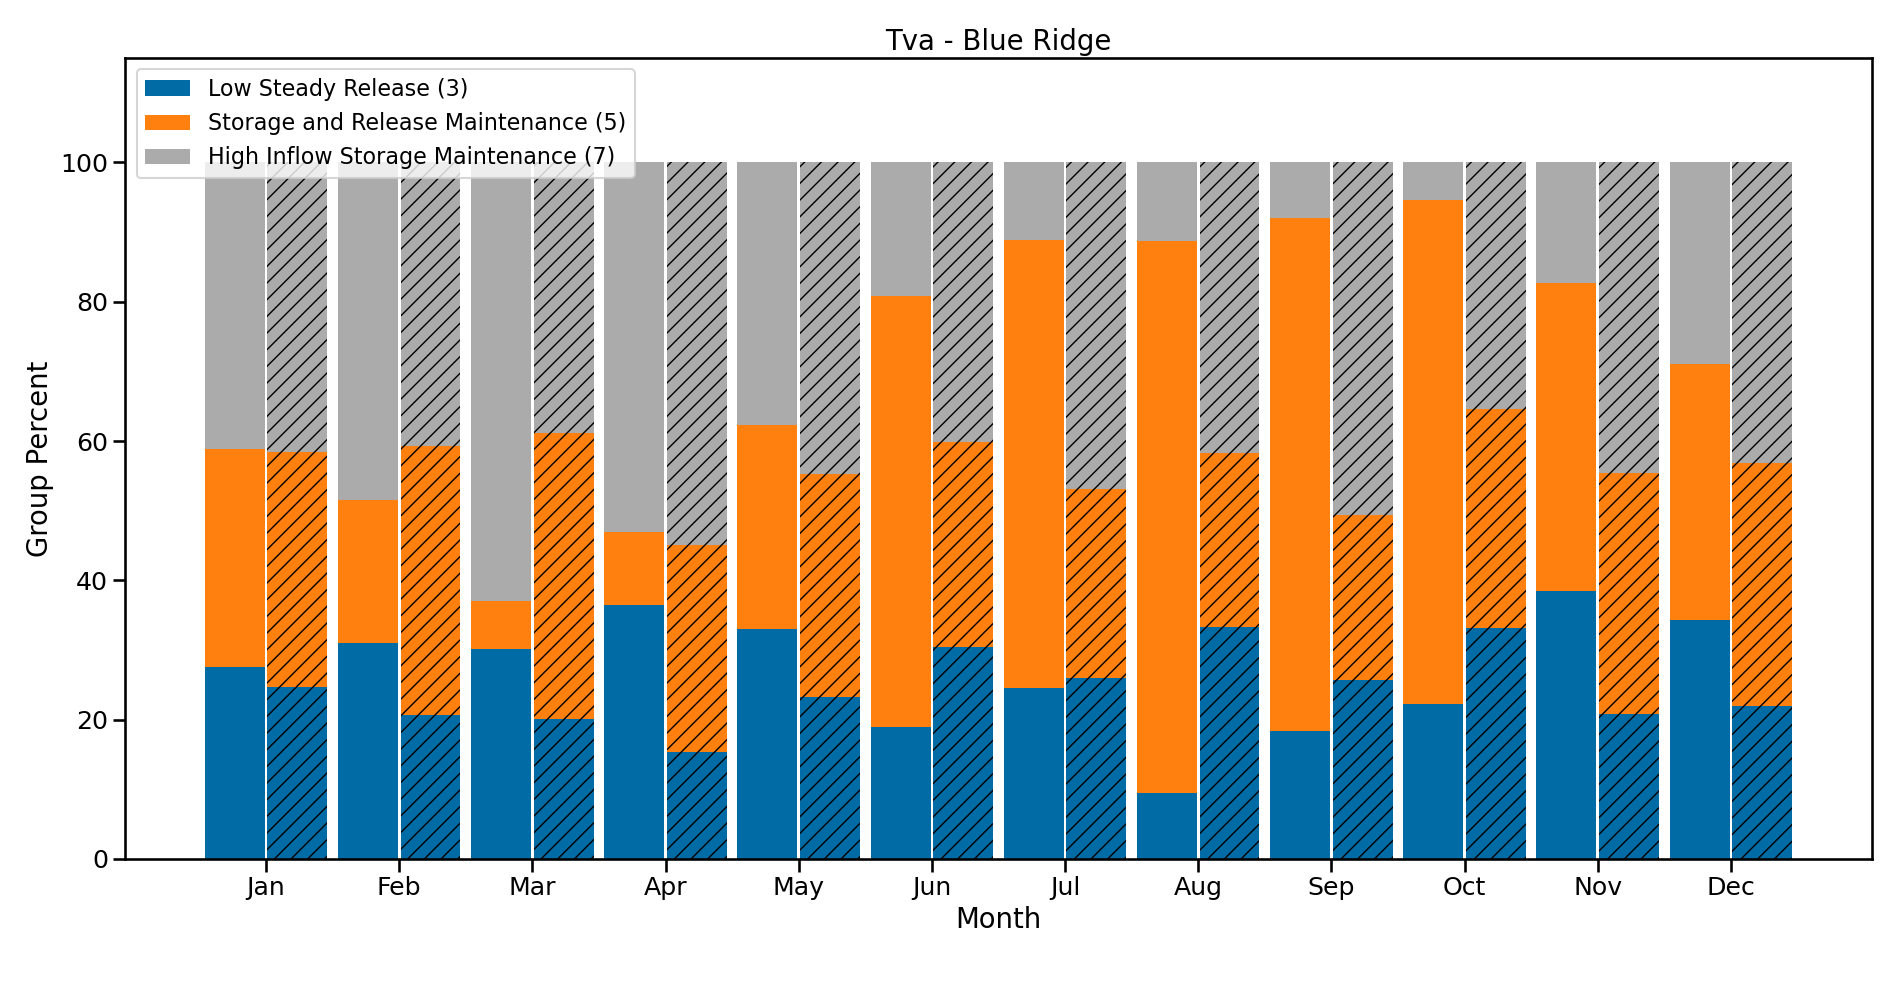 Tva - Blue Ridge
Low Steady Release (3)
Storage and Release Maintenance (5)
High Inflow Storage Maintenance (7)
100
80
60
40
20
0
Group Percent
Jan Feb Mar Apr May Jun Jul Aug Sep Oct Nov Dec
Month